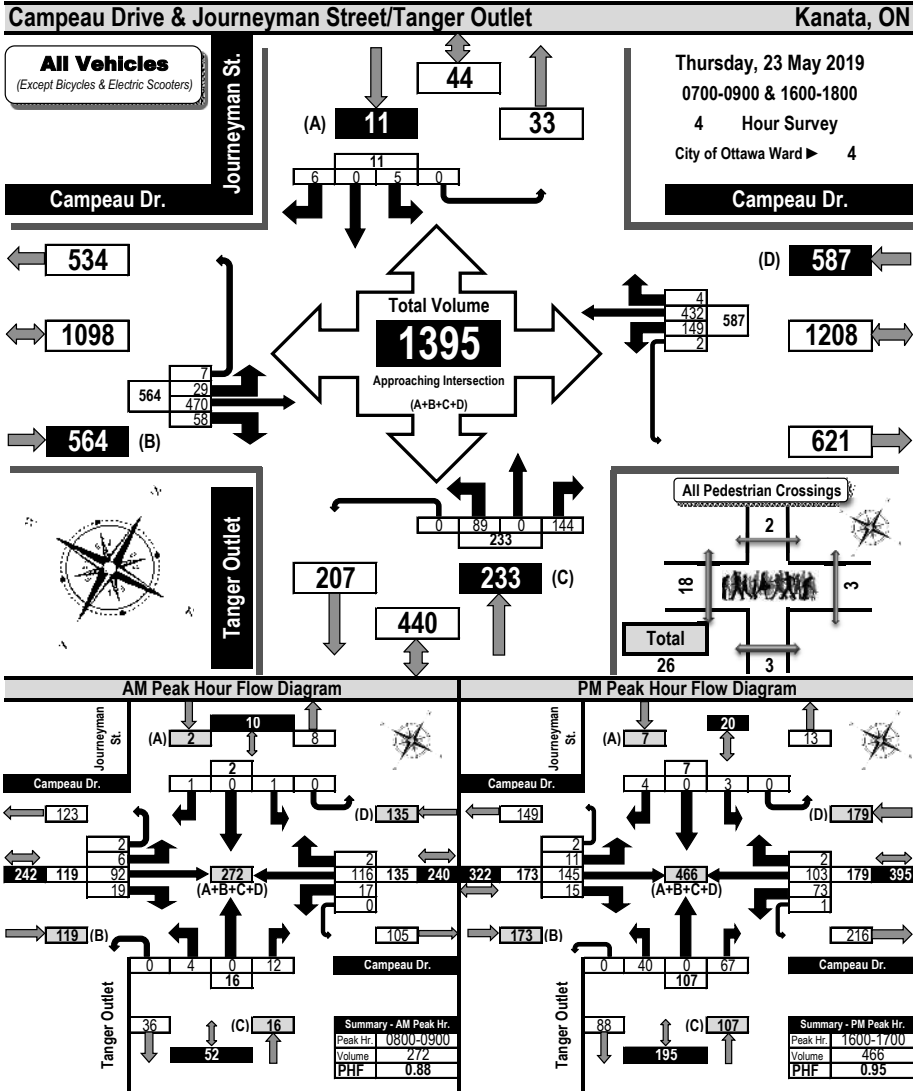 Campeau Drive & Journeyman Street/Tanger Outlet Kanata, ON
All Vehicles
(Except Bicycles & Electric Scooters)
Journeyman St.
Campeau Dr.
44
(A) 11 33
11
6 0 5 0
Thursday, 23 May 2019
0700-0900 & 1600-1800
4 Hour Survey
City of Ottawa Ward ► 4
Campeau Dr.
534
1098
7
29
564
470
58
564 (B)
Total Volume
1395
Approaching Intersection
(A+B+C+D)
(D) 587
4
432
587
149
2
1208
621
Tanger Outlet
0 89 0 144
233
207 233 (C)
440
All Pedestrian Crossings
2
18
3
Total
26 3
AM Peak Hour Flow Diagram
Journeyman St.
10
(A) 2 8
2
1 0 1 0
Campeau Dr.
123
(D) 135
2
6
242 119 92
19
272
(A+B+C+D)
2
116 135 240
17
0
119 (B)
105
0 4 0 12
16
Campeau Dr.
Tanger Outlet
36 (C) 16
52
Summary - AM Peak Hr.
Peak Hr. 0800-0900
Volume 272
PHF 0.88
PM Peak Hour Flow Diagram
Journeyman St.
20
(A) 7 13
7
4 0 3 0
Campeau Dr.
149
(D) 179
2
11
322 173 145
15
466
(A+B+C+D)
2
103 179 395
73
1
173 (B)
216
0 40 0 67
107
Campeau Dr.
Tanger Outlet
88 (C) 107
195
Summary - PM Peak Hr.
Peak Hr. 1600-1700
Volume 466
PHF 0.95